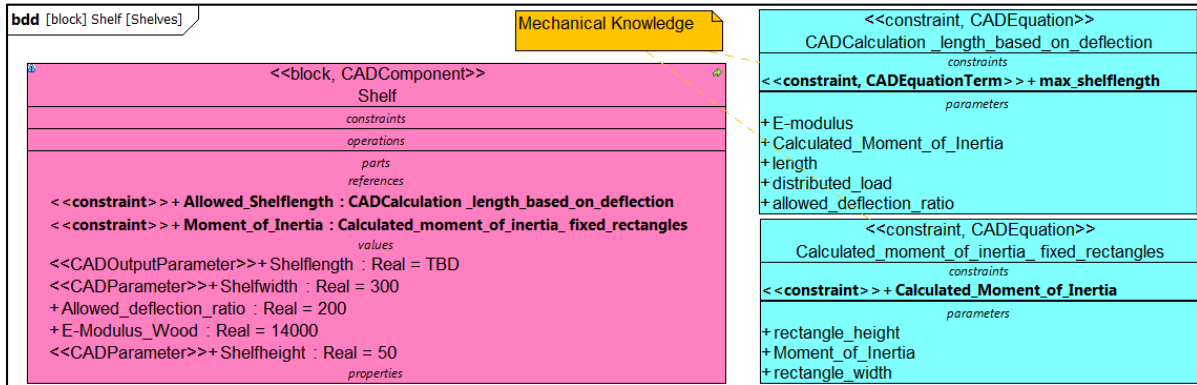 bdd [block] Shelf [Shelves]
Mechanical Knowledge
<<block, CADComponent>>
Shelf
constraints
operations
parts
references
<<constraint>>+ Allowed_Shelflength : CADCalculation _length_based_on_deflection
<<constraint>>+ Moment_of_Inertia : Calculated_moment_of_inertia_ fixed_rectangles
values
<<CADOutputParameter>>+ Shelflength : Real = TBD
<<CADParameter>>+ Shelfwidth : Real = 300
+ Allowed_deflection_ratio : Real = 200
+ E-Modulus_Wood : Real = 14000
<<CADParameter>>+ Shelfheight : Real = 50
properties
<<constraint, CADEquation>>
CADCalculation _length_based_on_deflection
constraints
<<constraint, CADEquationTerm>>+ max_shelflength
parameters
+ E-modulus
+ Calculated_Moment_of_Inertia
+ length
+ distributed_load
+ allowed_deflection_ratio
<<constraint, CADEquation>>
Calculated_moment_of_inertia_ fixed_rectangles
constraints
<<constraint>>+ Calculated_Moment_of_Inertia
parameters
+ rectangle_height
+ Moment_of_Inertia
+ rectangle_width